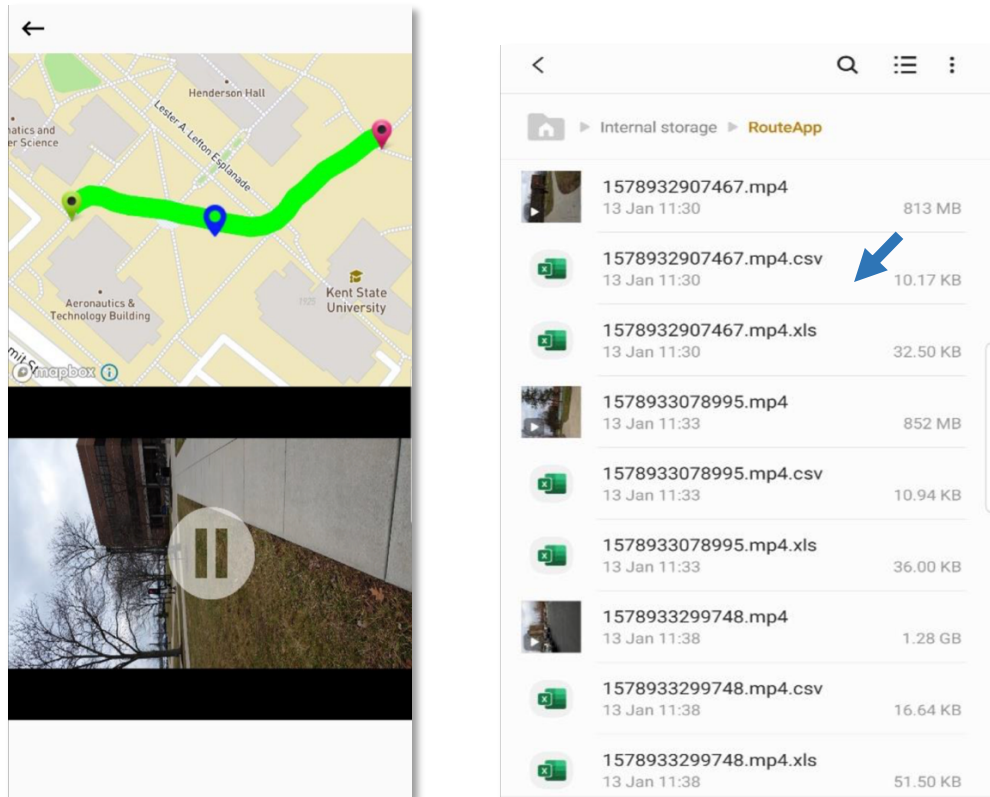 Henderson Hall
Lester A. Lefton Esplanade
atics and
er Science
1925
Kent State
University
Aeronautics &
Technology Building
mit St
mapbox
Internal storage
RouteApp
1578932907467.mp4
13 Jan 11:30
813 MB
1578932907467.mp4.csv
13 Jan 11:30
10.17 KB
1578932907467.mp4.xls
13 Jan 11:30
32.50 KB
1578933078995.mp4
13 Jan 11:33
852 MB
1578933078995.mp4.csv
13 Jan 11:33
10.94 KB
1578933078995.mp4.xls
13 Jan 11:33
36.00 KB
1578933299748.mp4
13 Jan 11:38
1.28 GB
1578933299748.mp4.csv
13 Jan 11:38
16.64 KB
1578933299748.mp4.xls
13 Jan 11:38
51.50 KB